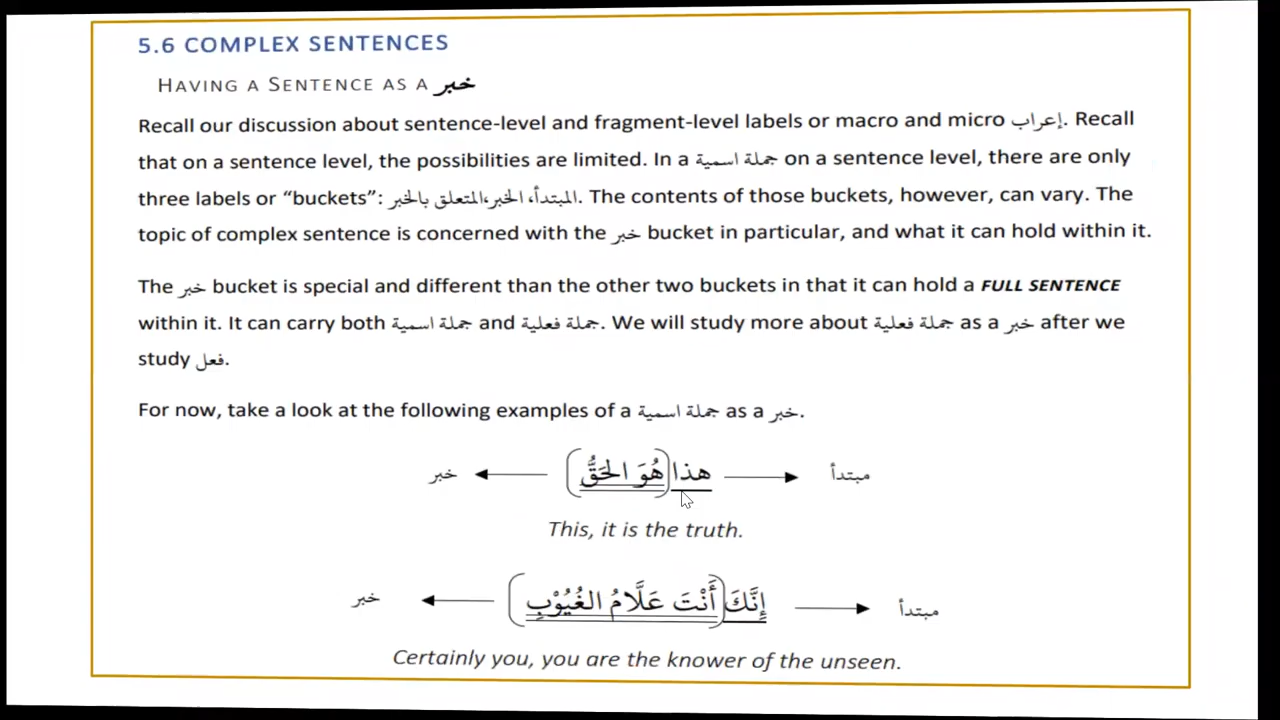 5.6 COMPLEX SENTENCES
HAVING A SENTENCE AS A خبر
Recall our discussion about sentence-level and fragment-level labels or macro and micro إعراب. Recall
that on a sentence level, the possibilities are limited. In a جملة اسمية on a sentence level, there are only
three labels or “buckets”: المبتدأ، الخبر،المتعلق بالخبر. The contents of those buckets, however, can vary. The
topic of complex sentence is concerned with the خبر bucket in particular, and what it can hold within it.
The خبر bucket is special and different than the other two buckets in that it can hold a FULL SENTENCE
within it. It can carry both جملة اسمية and جملة فعلية. We will study more about جملة فعلية as a خبر after we
study فعل.
For now, take a look at the following examples of a جملة اسمية as a خبر.
مبتدأ هذا (هُوَ الحَقُّ) خبر
This, it is the truth.
مبتدأ إِنَّكَ (أَنْتَ عَلَّامُ الغُيُوْبِ) خبر
Certainly you, you are the knower of the unseen.